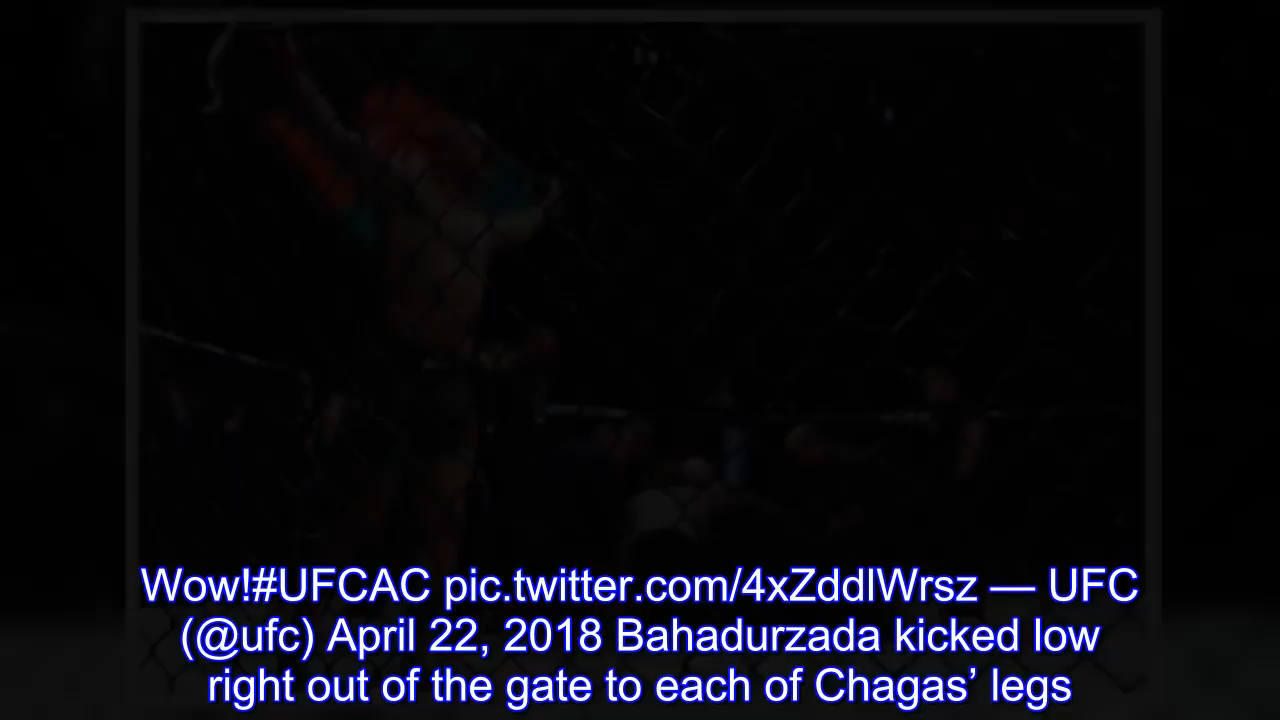 Wow!#UFCAC pic.twitter.com/4xZddlWrsz — UFC
(@ufc) April 22, 2018 Bahadurzada kicked low
right out of the gate to each of Chagas’ legs